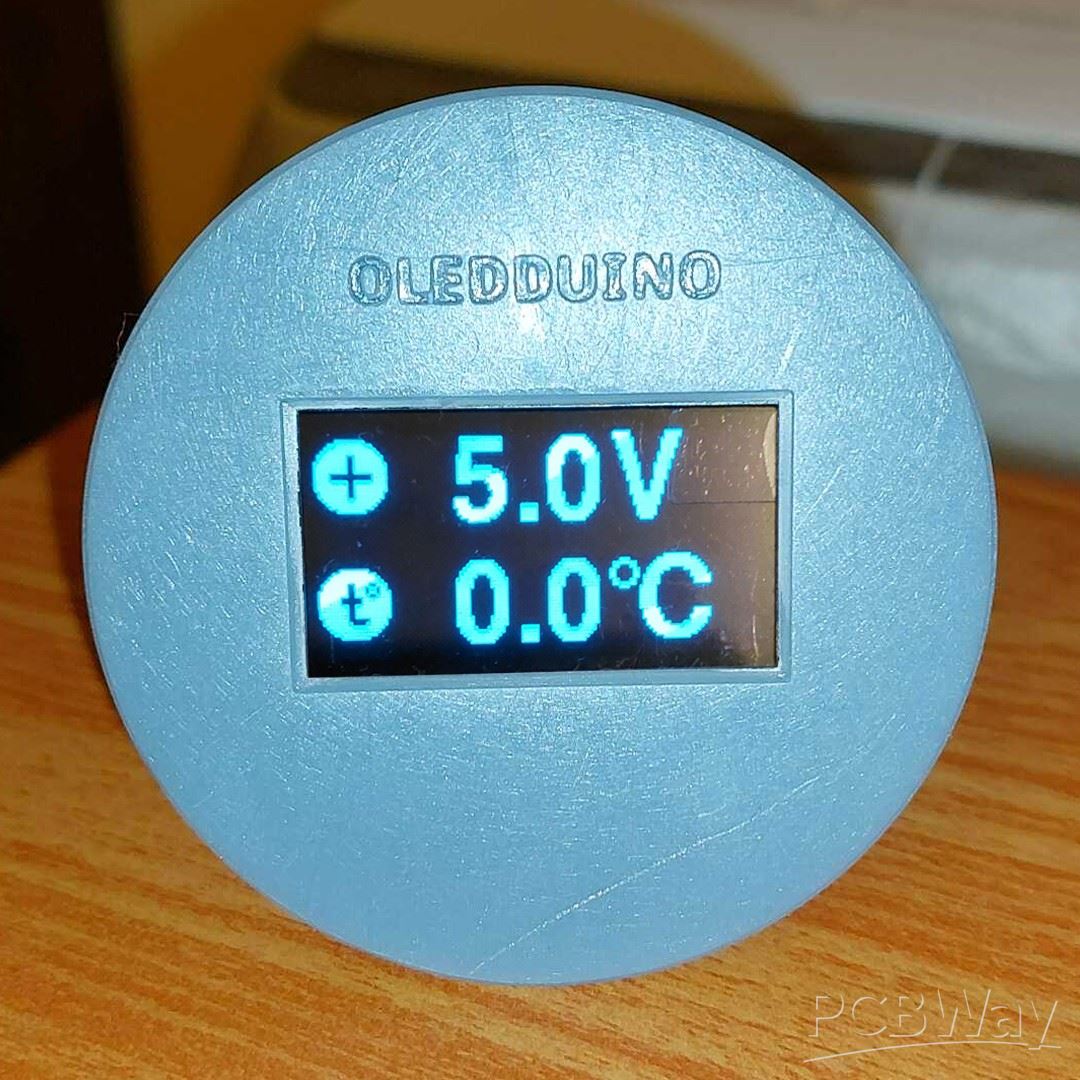 OLEDDUINO
+ 5.0V
t° 0.0°C
PCBWay